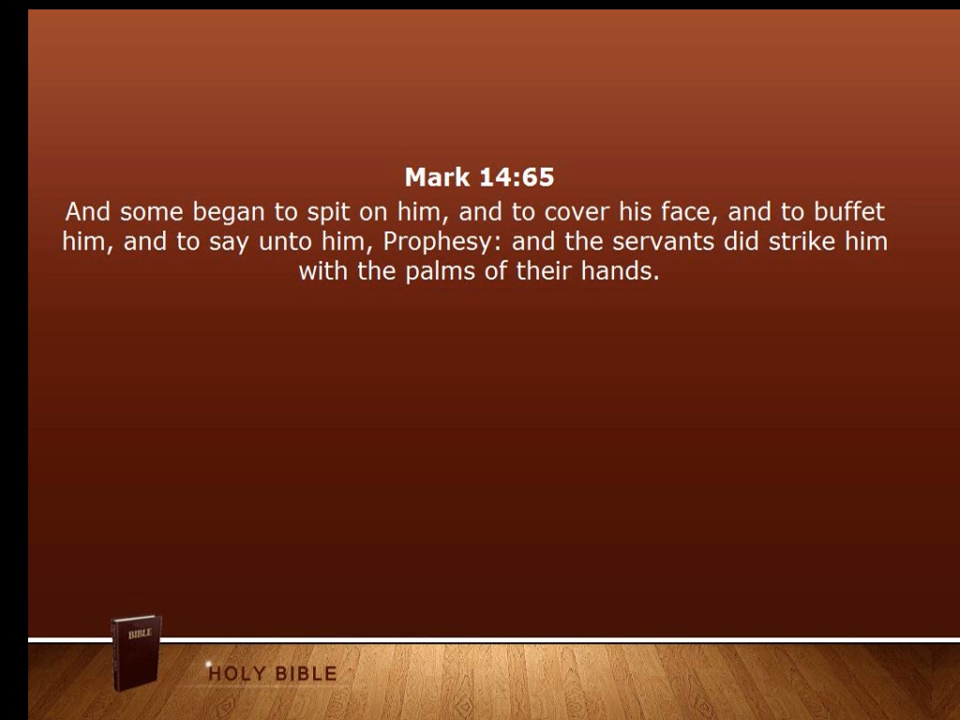 Mark 14:65
And some began to spit on him, and to cover his face, and to buffet
him, and to say unto him, Prophesy: and the servants did strike him
with the palms of their hands.
BIBLE
HOLY BIBLE